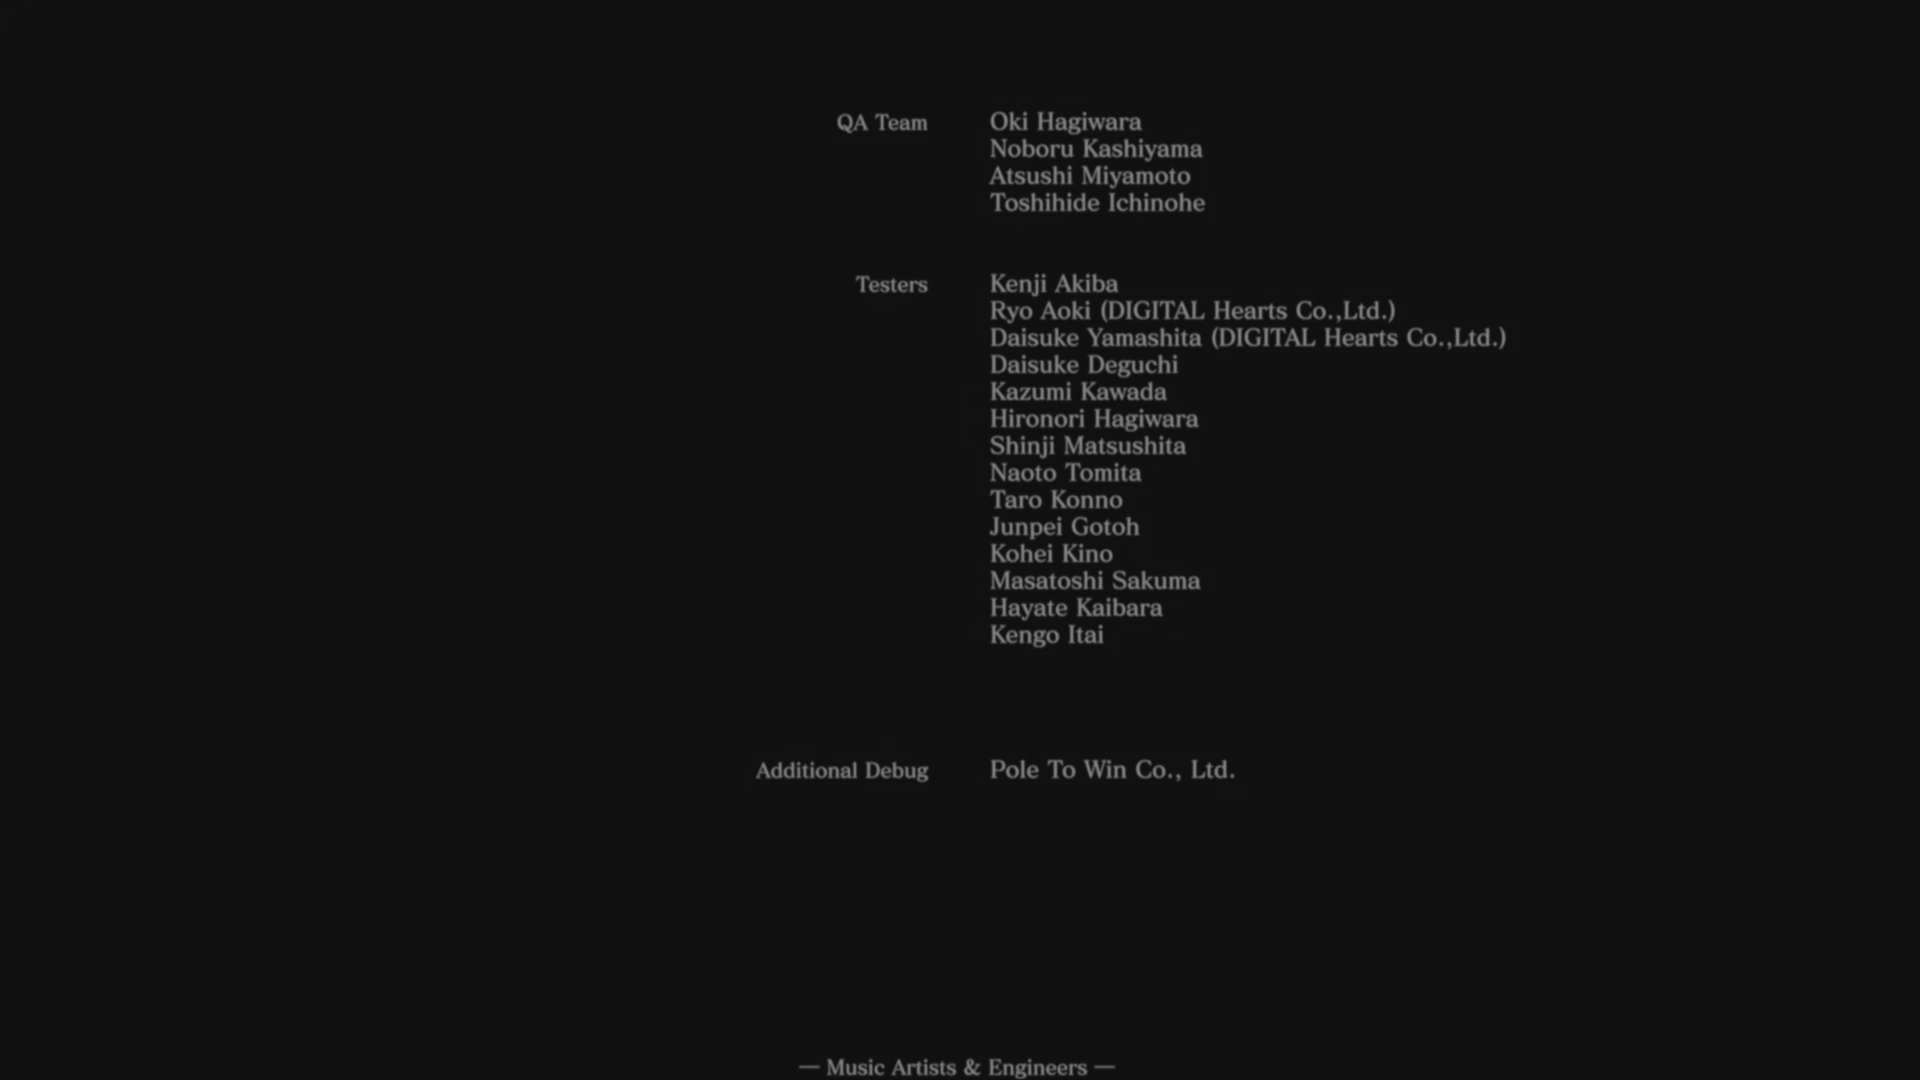 QA Team Oki Hagiwara
Noboru Kashiyama
Atsushi Miyamoto
Toshihide Ichinohe
Testers Kenji Akiba
Ryo Aoki (DIGITAL Hearts Co.,Ltd.)
Daisuke Yamashita (DIGITAL Hearts Co.,Ltd.)
Daisuke Deguchi
Kazumi Kawada
Hironori Hagiwara
Shinji Matsushita
Naoto Tomita
Taro Konno
Junpei Gotoh
Kohei Kino
Masatoshi Sakuma
Hayate Kaibara
Kengo Itai
Additional Debug Pole To Win Co., Ltd.
— Music Artists & Engineers —